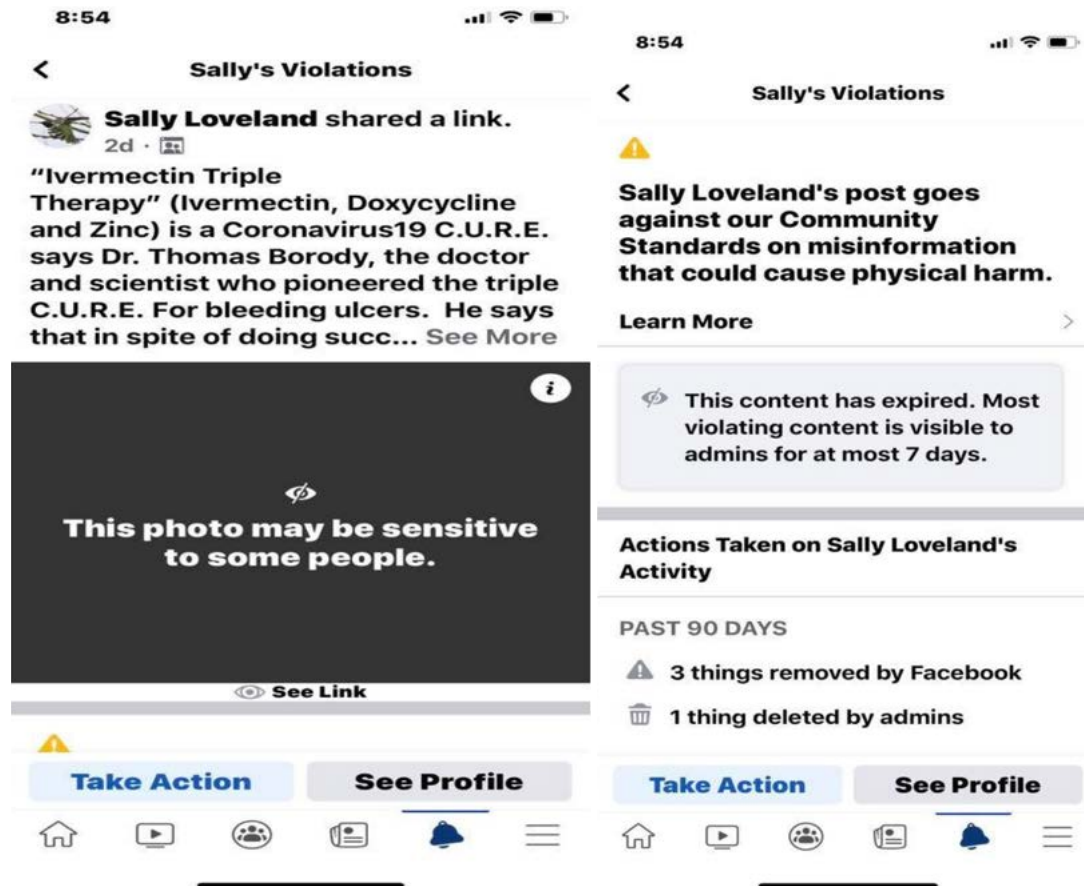 8:54
Sally's Violations
Sally Loveland shared a link.
2d ·
“Ivermectin Triple
Therapy” (Ivermectin, Doxycycline
and Zinc) is a Coronavirus19 C.U.R.E.
says Dr. Thomas Borody, the doctor
and scientist who pioneered the triple
C.U.R.E. For bleeding ulcers. He says
that in spite of doing succ... See More
This photo may be sensitive
to some people.
See Link
Take Action
See Profile
8:54
Sally's Violations
Sally Loveland's post goes
against our Community
Standards on misinformation
that could cause physical harm.
Learn More
This content has expired. Most
violating content is visible to
admins for at most 7 days.
Actions Taken on Sally Loveland's
Activity
PAST 90 DAYS
3 things removed by Facebook
1 thing deleted by admins
Take Action
See Profile